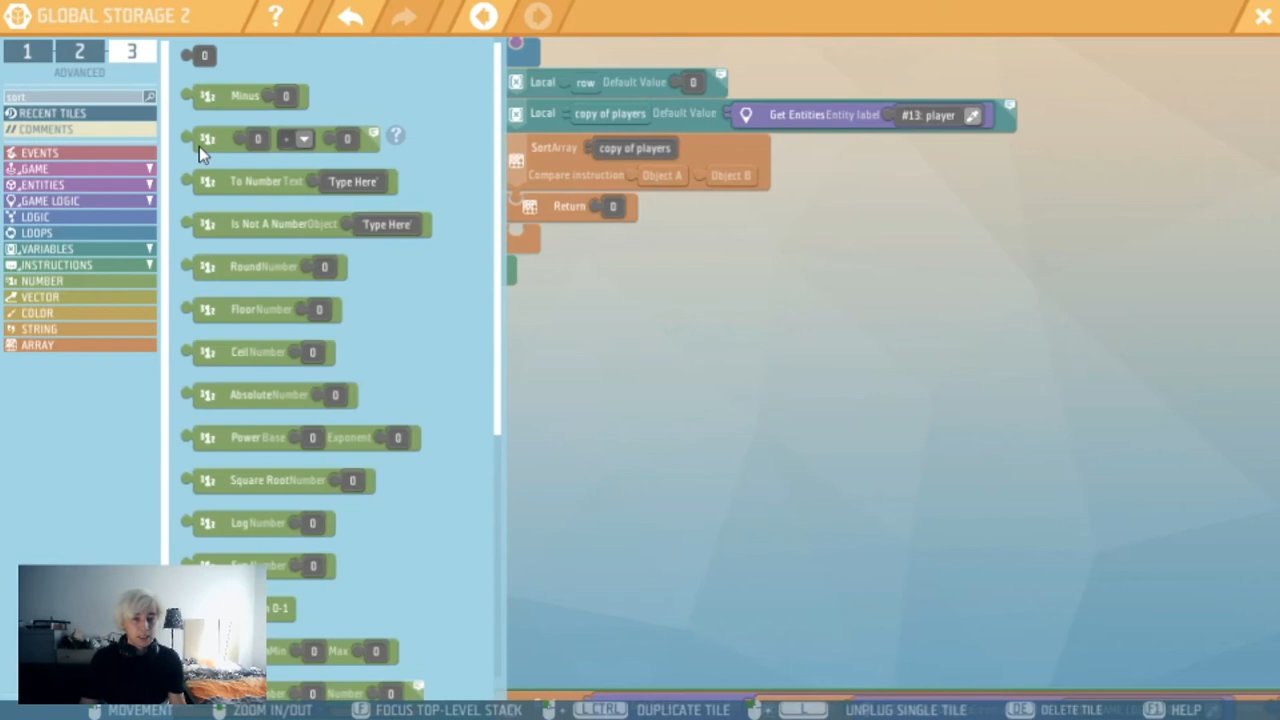 GLOBAL STORAGE 2
?
1 2 3
ADVANCED
sort
RECENT TILES
COMMENTS
EVENTS
GAME
ENTITIES
GAME LOGIC
LOGIC
LOOPS
VARIABLES
INSTRUCTIONS
NUMBER
VECTOR
COLOR
STRING
ARRAY
0
Minus 0
0 - 0 ?
To Number Text 'Type Here'
Is Not A Number Object 'Type Here'
Round Number 0
Floor Number 0
Ceil Number 0
Absolute Number 0
Power Base 0 Exponent 0
Square Root Number 0
Log Number 0
Number 0
0-1
Min 0 Max 0
0 Number 0
Local row Default Value 0
Local copy of players Default Value Get Entities Entity label #13: player
SortArray copy of players
Compare instruction Object A Object B
Return 0
MOVEMENT ZOOM IN/OUT F FOCUS TOP-LEVEL STACK + L CTRL DUPLICATE TILE + L UNPLUG SINGLE TILE DE DELETE TILE F1 HELP